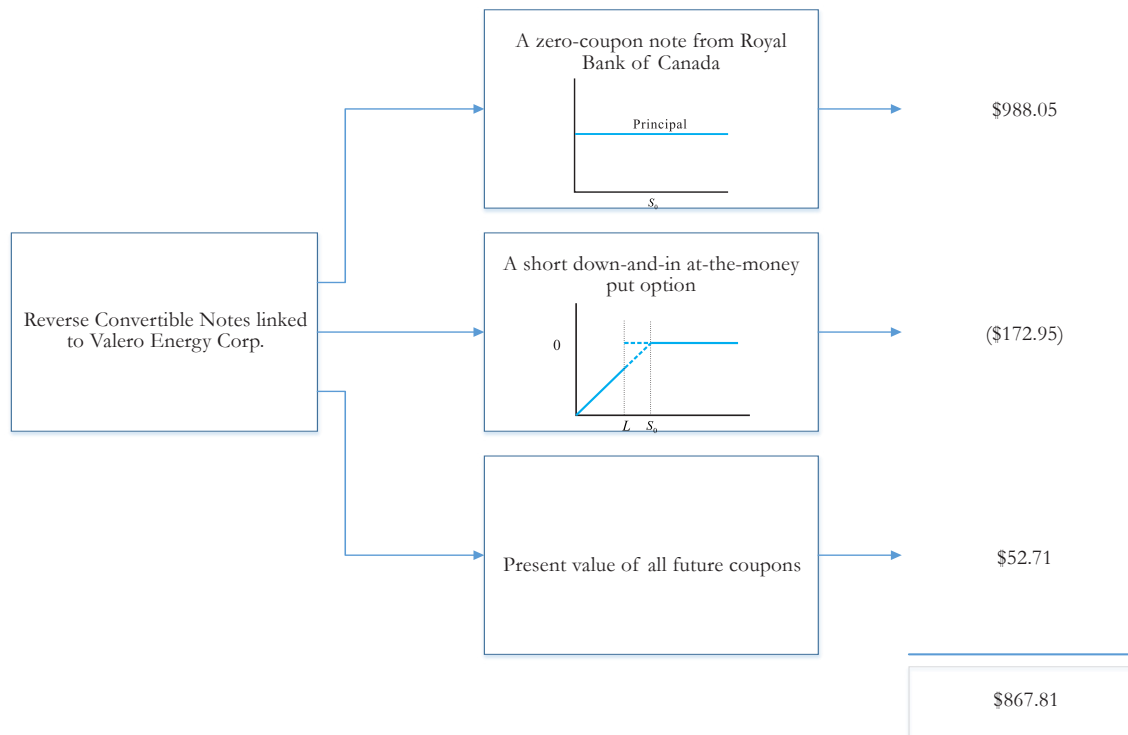 A zero-coupon note from Royal
Bank of Canada
Principal
S₀
$988.05
Reverse Convertible Notes linked
to Valero Energy Corp.
A short down-and-in at-the-money
put option
0
L S₀
($172.95)
Present value of all future coupons
$52.71
$867.81